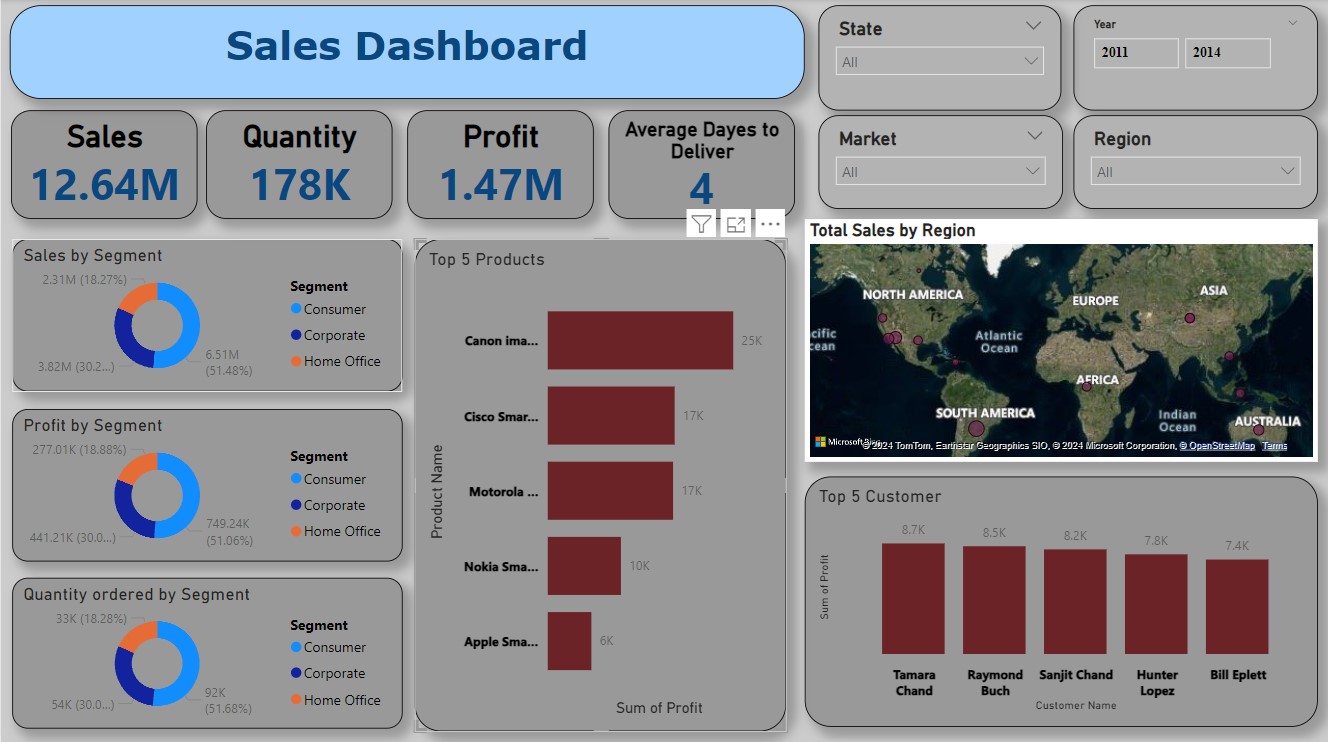 Sales Dashboard
State
All
Year
2011
2014
Sales
12.64M
Quantity
178K
Profit
1.47M
Average Dayes to
Deliver
4
Market
All
Region
All
Sales by Segment
2.31M (18.27%)
3.82M (30.2...)
6.51M
(51.48%)
Segment
Consumer
Corporate
Home Office
Profit by Segment
277.01K (18.88%)
441.21K (30.0...)
749.24K
(51.06%)
Segment
Consumer
Corporate
Home Office
Quantity ordered by Segment
33K (18.28%)
54K (30.0...)
92K
(51.68%)
Segment
Consumer
Corporate
Home Office
Top 5 Products
Product Name
Canon ima...
25K
Cisco Smar...
17K
Motorola ...
17K
Nokia Sma...
10K
Apple Sma...
6K
Sum of Profit
Total Sales by Region
NORTH AMERICA
EUROPE
ASIA
cific
ean
Atlantic
Ocean
AFRICA
SOUTH AMERICA
Indian
Ocean
AUSTRALIA
Microsoft Bing
© 2024 TomTom, Earthstar Geographics SIO, © 2024 Microsoft Corporation, © OpenStreetMap Terms
Top 5 Customer
Sum of Profit
8.7K
8.5K
8.2K
7.8K
7.4K
Tamara
Chand
Raymond
Buch
Sanjit Chand
Hunter
Lopez
Bill Eplett
Customer Name